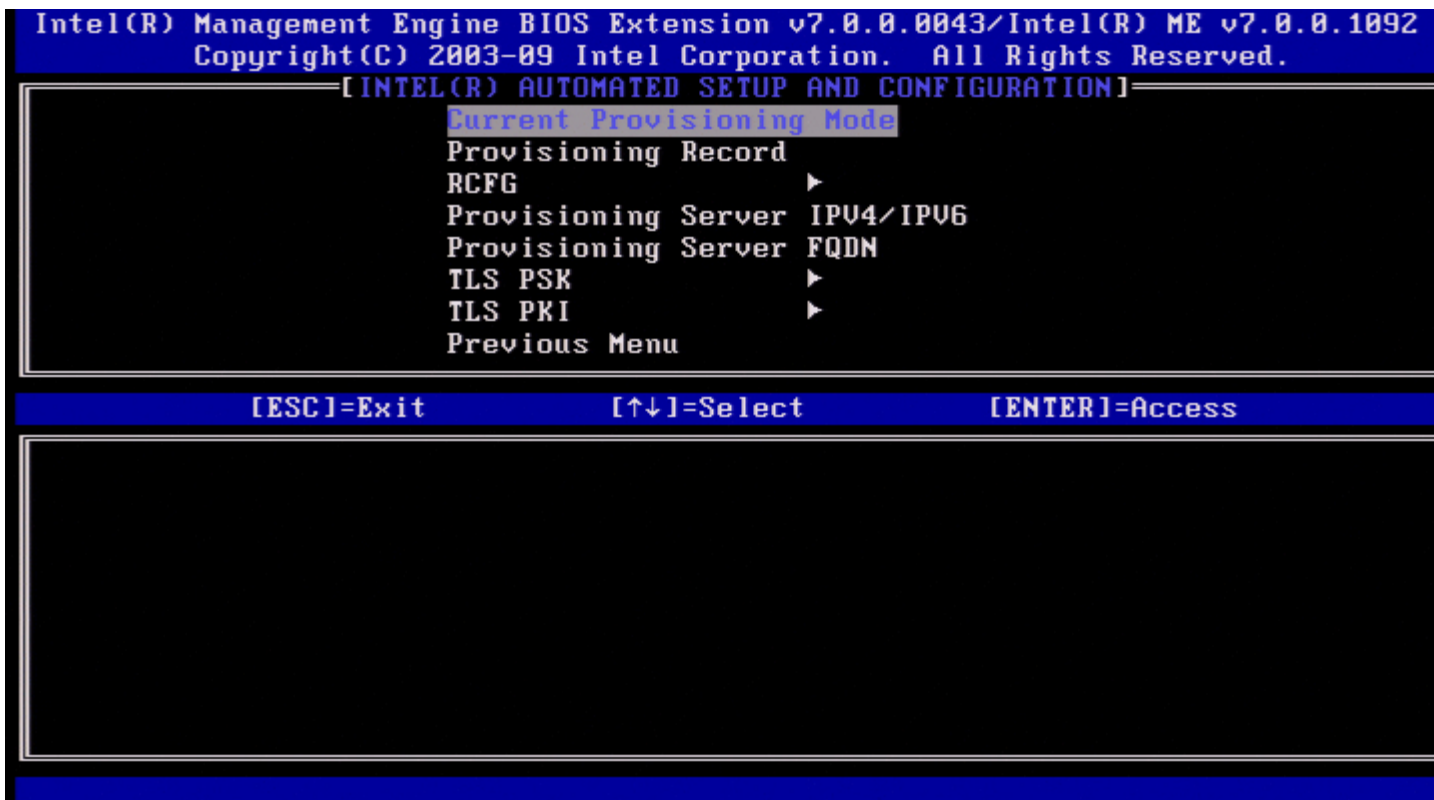 Intel(R) Management Engine BIOS Extension v7.0.0.0043/Intel(R) ME v7.0.0.1092
Copyright(C) 2003-09 Intel Corporation. All Rights Reserved.
[INTEL(R) AUTOMATED SETUP AND CONFIGURATION]
Current Provisioning Mode
Provisioning Record
RCFG ►
Provisioning Server IPV4/IPV6
Provisioning Server FQDN
TLS PSK ►
TLS PKI ►
Previous Menu
[ESC]=Exit [↑↓]=Select [ENTER]=Access